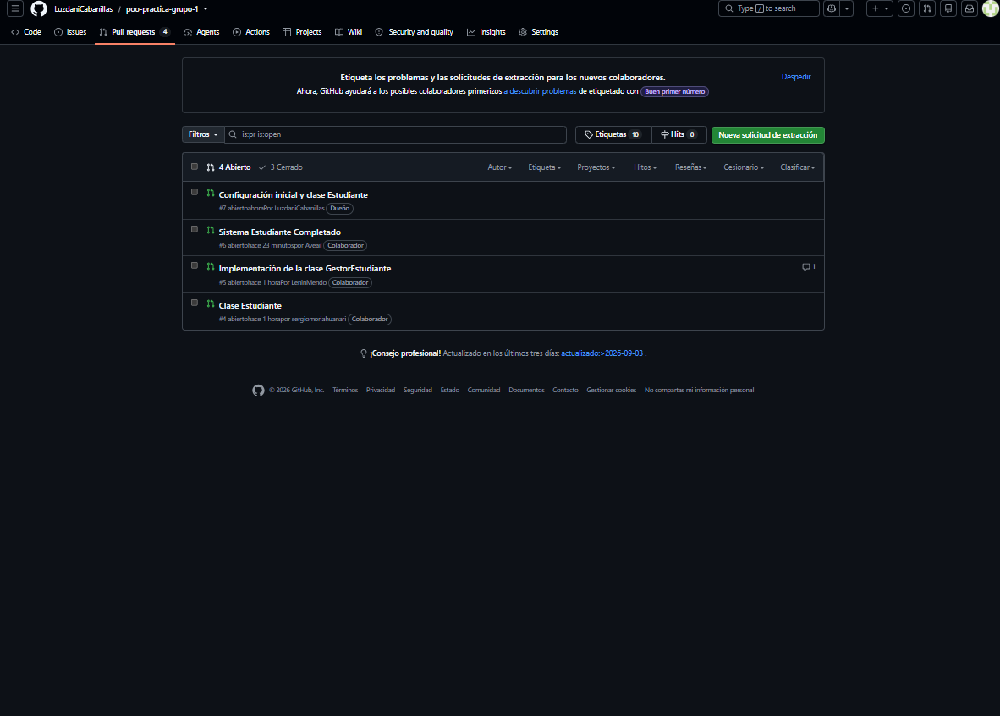 LuzdaniCabanillas / poo-practica-grupo-1
Type / to search
Code Issues Pull requests 4 Agents Actions Projects Wiki Security and quality Insights Settings
Etiqueta los problemas y las solicitudes de extracción para los nuevos colaboradores.
Despedir
Ahora, GitHub ayudará a los posibles colaboradores primerizos a descubrir problemas de etiquetado con Buen primer número
Filtros is:pr is:open Etiquetas 10 Hits 0 Nueva solicitud de extracción
4 Abierto 3 Cerrado Autor Etiqueta Proyectos Hitos Reseñas Cesionario Clasificar
Configuración inicial y clase Estudiante
#7 abiertoahoraPor LuzdaniCabanillas Dueño
Sistema Estudiante Completado
#6 abiertohace 23 minutospor Aveail Colaborador
Implementación de la clase GestorEstudiante 1
#5 abiertohace 1 horaPor LeninMendo Colaborador
Clase Estudiante
#4 abiertohace 1 horapor sergiomoriahuanari Colaborador
¡Consejo profesional! Actualizado en los últimos tres días: actualizado:>2026-09-03 .
© 2026 GitHub, Inc. Términos Privacidad Seguridad Estado Comunidad Documentos Contacto Gestionar cookies No compartas mi información personal